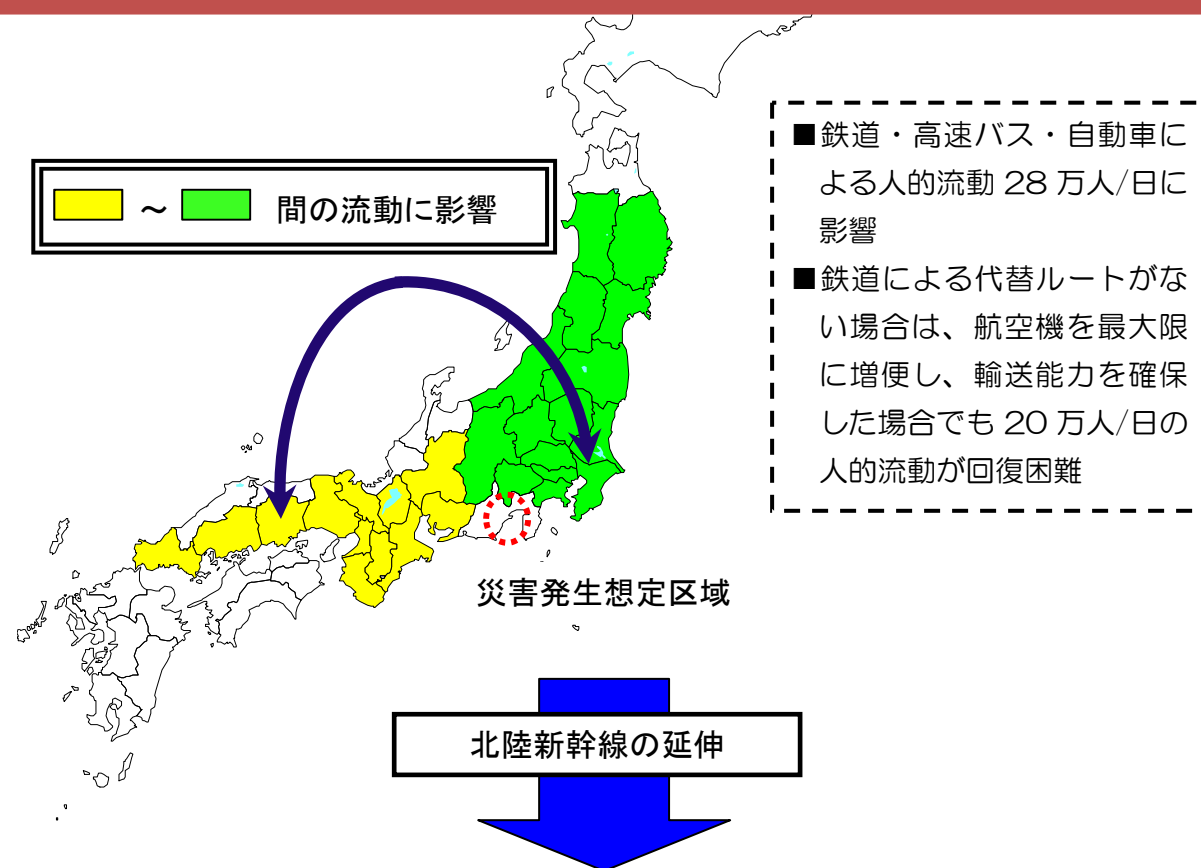 ～ 間の流動に影響
■鉄道・高速バス・自動車に
よる人的流動 28 万人/日に
影響
■鉄道による代替ルートがな
い場合は、航空機を最大限
に増便し、輸送能力を確保
した場合でも 20 万人/日の
人的流動が回復困難
災害発生想定区域
北陸新幹線の延伸